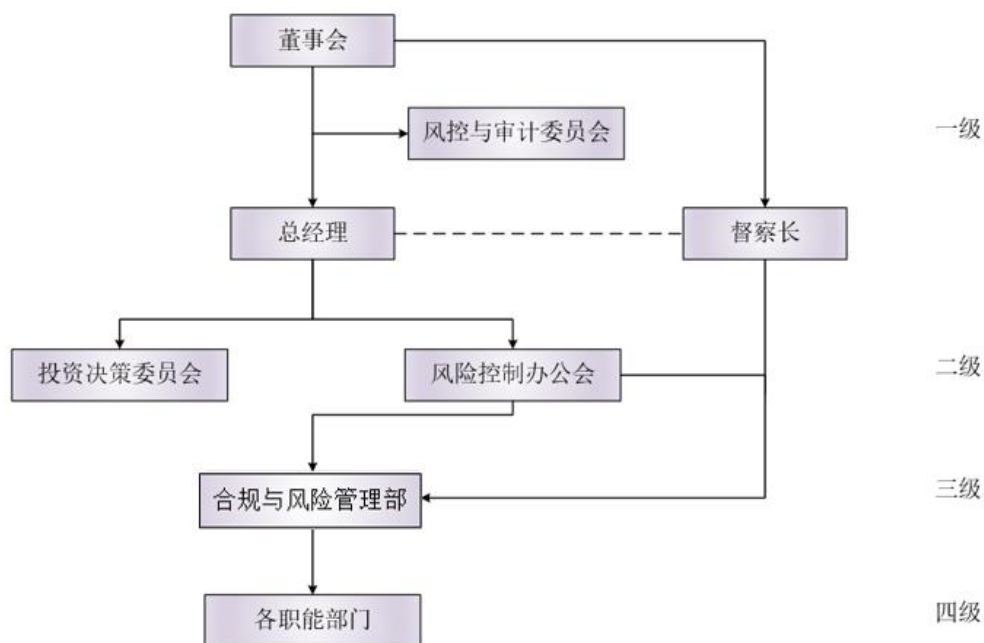 董事会
风控与审计委员会
一级
总经理
督察长
投资决策委员会
风险控制办公会
二级
合规与风险管理部
三级
各职能部门
四级